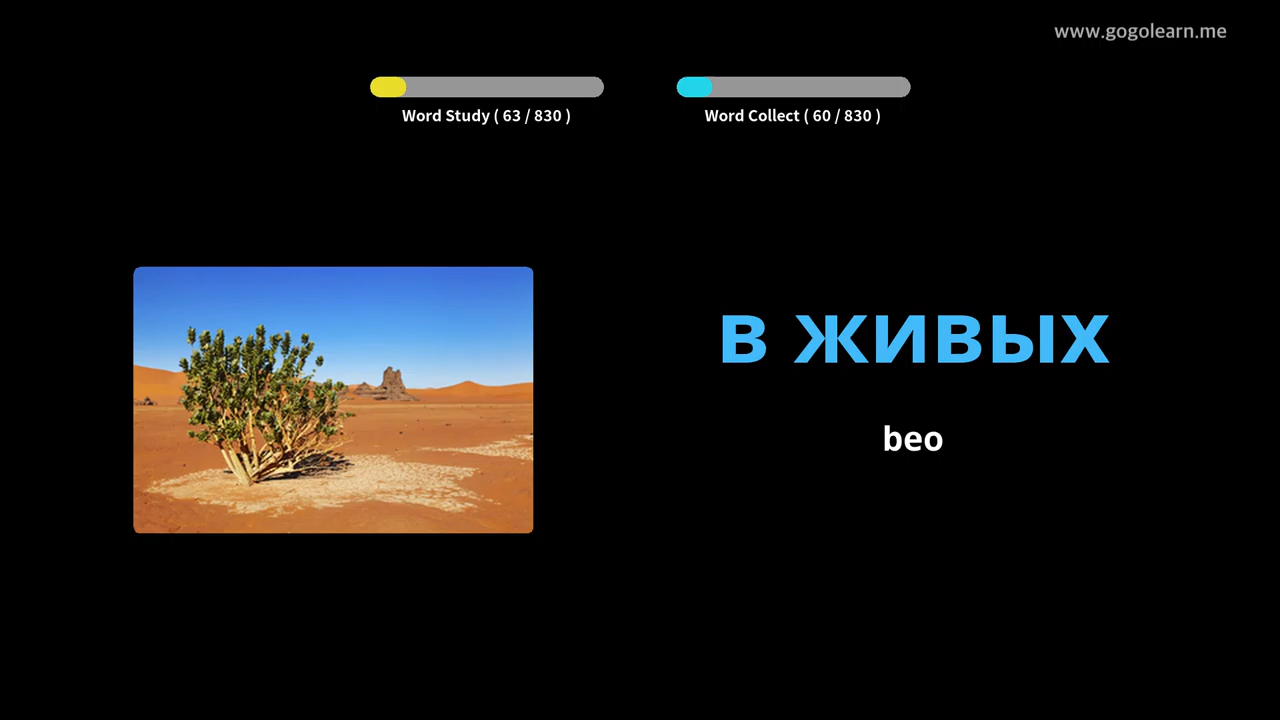 www.gogolearn.me
Word Study ( 63 / 830 )
Word Collect ( 60 / 830 )
в живых
beo